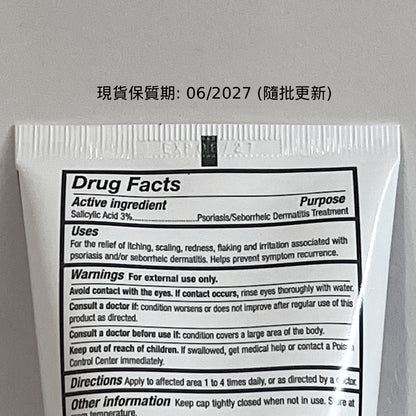 現貨保質期: 06/2027 (隨批更新)
Drug Facts
Active ingredient Purpose
Salicylic Acid 3% Psoriasis/Seborrheic Dermatitis Treatment
Uses
For the relief of itching, scaling, redness, flaking and irritation associated with
psoriasis and/or seborrheic dermatitis. Helps prevent symptom recurrence.
Warnings For external use only.
Avoid contact with the eyes. If contact occurs, rinse eyes thoroughly with water.
Consult a doctor if: condition worsens or does not improve after regular use of this
product as directed.
Consult a doctor before use if: condition covers a large area of the body.
Keep out of reach of children. If swallowed, get medical help or contact a Poison
Control Center immediately.
Directions Apply to affected area 1 to 4 times daily, or as directed by a doctor.
Other information Keep cap tightly closed when not in use. Store at
room temperature.